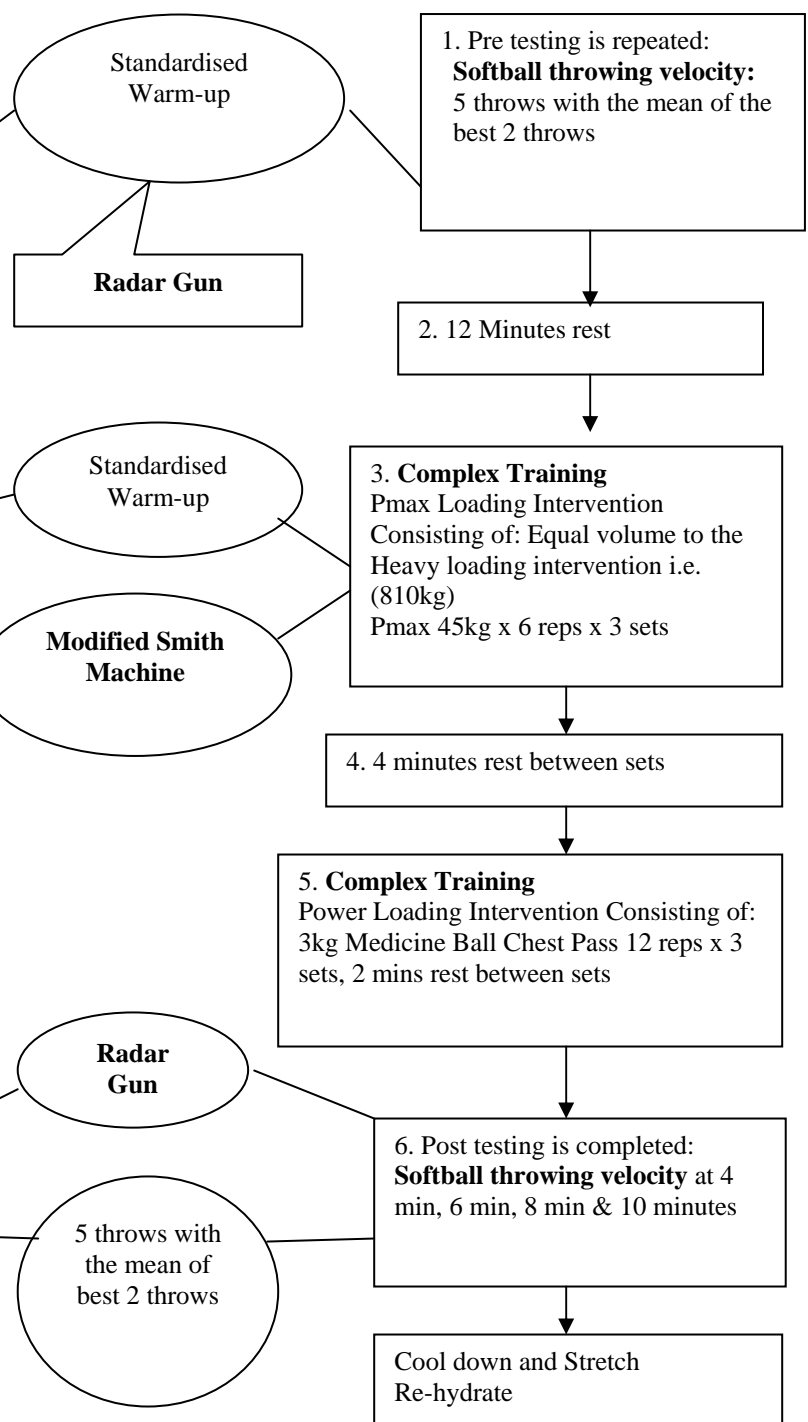 Standardised
Warm-up
Radar Gun
1. Pre testing is repeated:
Softball throwing velocity:
5 throws with the mean of the
best 2 throws
2. 12 Minutes rest
Standardised
Warm-up
Modified Smith
Machine
3. Complex Training
Pmax Loading Intervention
Consisting of: Equal volume to the
Heavy loading intervention i.e.
(810kg)
Pmax 45kg x 6 reps x 3 sets
4. 4 minutes rest between sets
5. Complex Training
Power Loading Intervention Consisting of:
3kg Medicine Ball Chest Pass 12 reps x 3
sets, 2 mins rest between sets
Radar
Gun
5 throws with
the mean of
best 2 throws
6. Post testing is completed:
Softball throwing velocity at 4
min, 6 min, 8 min & 10 minutes
Cool down and Stretch
Re-hydrate